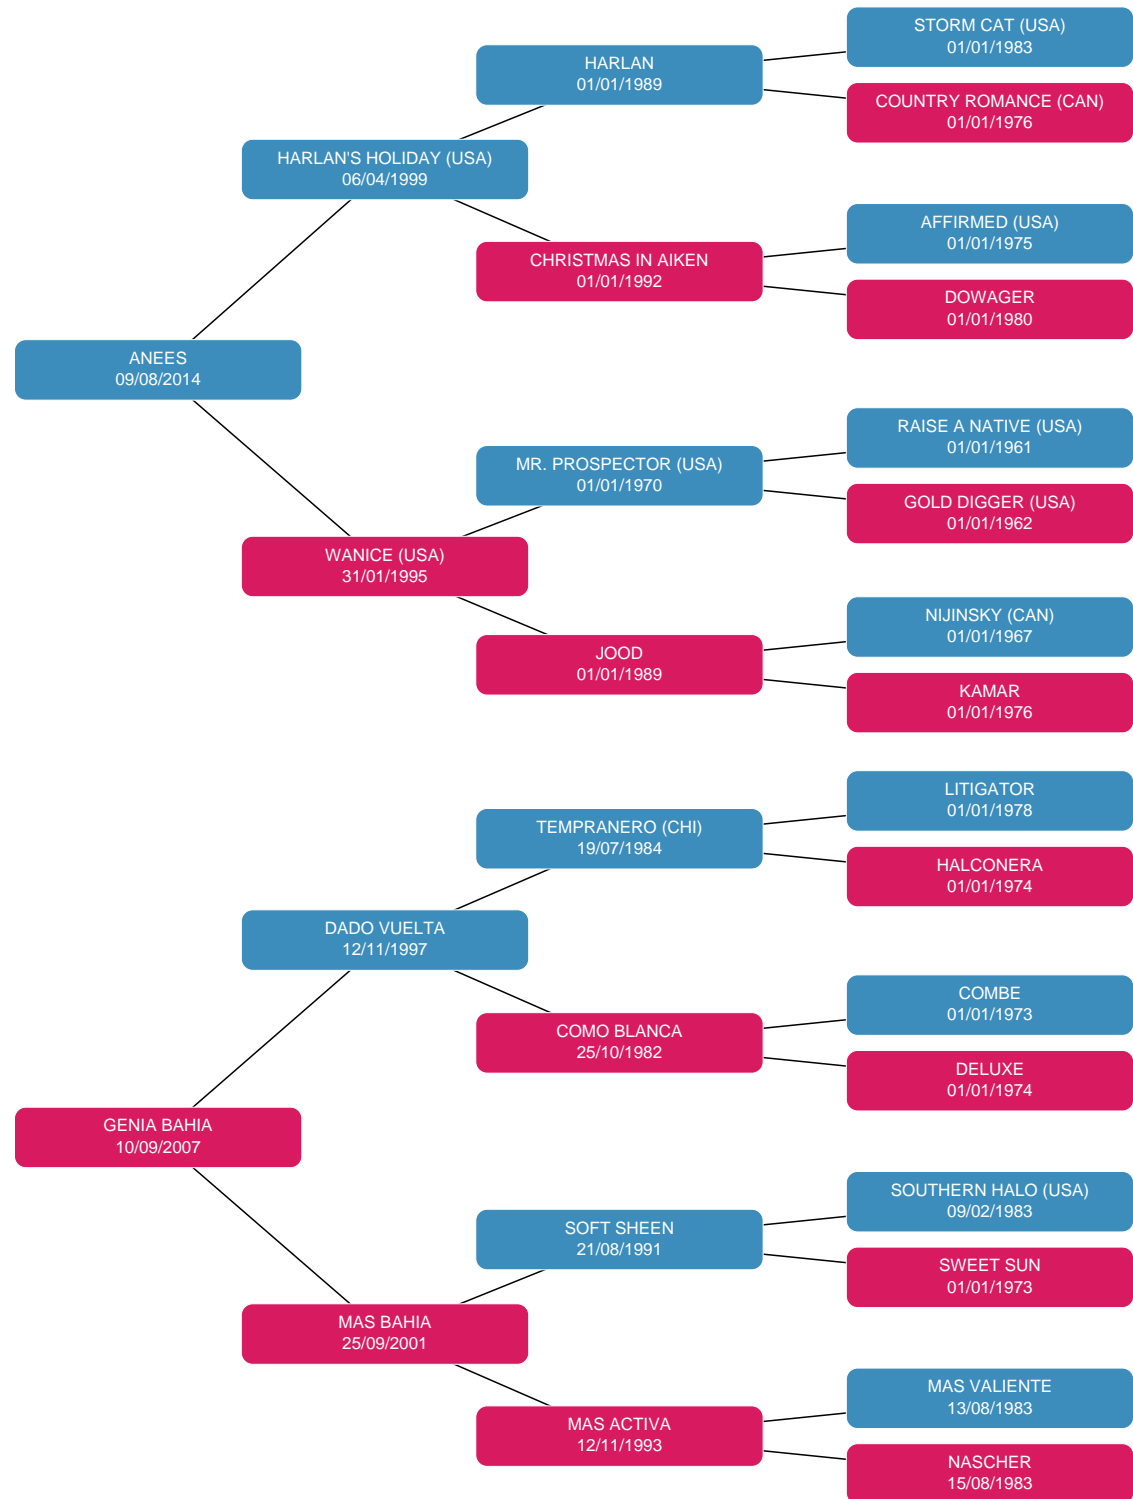 STORM CAT (USA)
01/01/1983
HARLAN
01/01/1989
COUNTRY ROMANCE (CAN)
01/01/1976
HARLAN'S HOLIDAY (USA)
06/04/1999
AFFIRMED (USA)
01/01/1975
CHRISTMAS IN AIKEN
01/01/1992
DOWAGER
01/01/1980
ANEES
09/08/2014
RAISE A NATIVE (USA)
01/01/1961
MR. PROSPECTOR (USA)
01/01/1970
GOLD DIGGER (USA)
01/01/1962
WANICE (USA)
31/01/1995
NIJINSKY (CAN)
01/01/1967
JOOD
01/01/1989
KAMAR
01/01/1976
LITIGATOR
01/01/1978
TEMPRANERO (CHI)
19/07/1984
HALCONERA
01/01/1974
DADO VUELTA
12/11/1997
COMBE
01/01/1973
COMO BLANCA
25/10/1982
DELUXE
01/01/1974
GENIA BAHIA
10/09/2007
SOUTHERN HALO (USA)
09/02/1983
SOFT SHEEN
21/08/1991
SWEET SUN
01/01/1973
MAS BAHIA
25/09/2001
MAS VALIENTE
13/08/1983
MAS ACTIVA
12/11/1993
NASCHER
15/08/1983